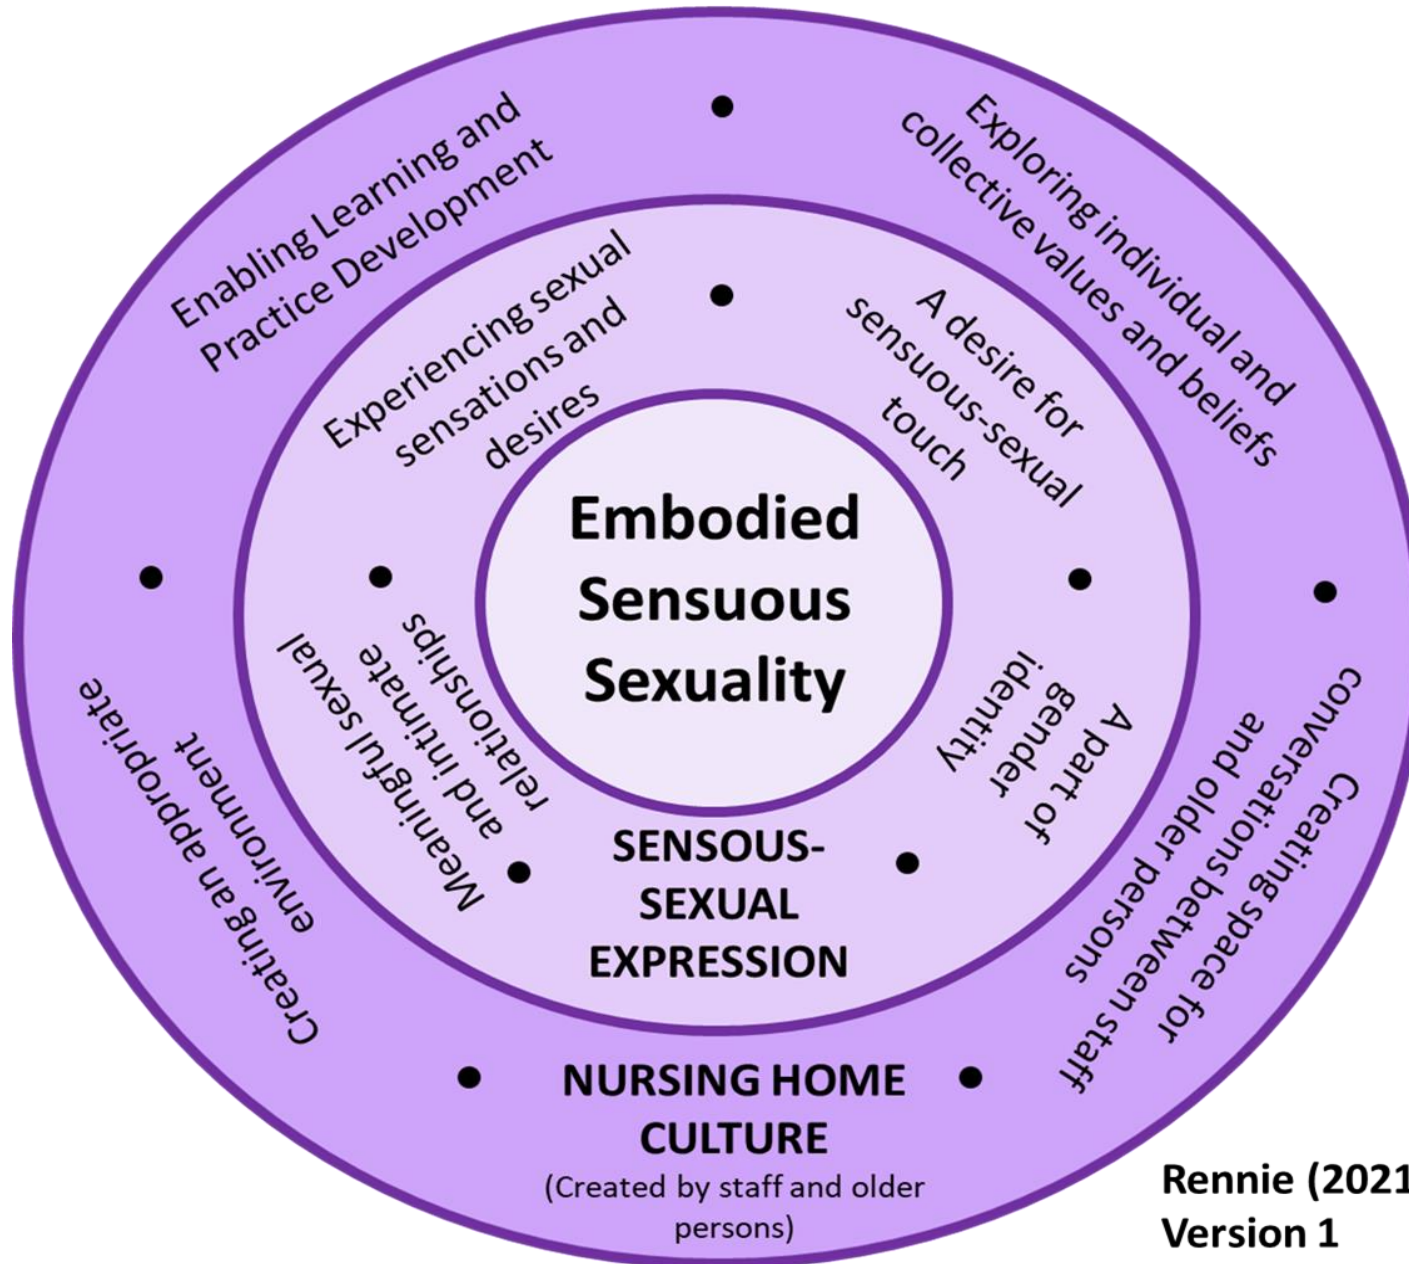 Enabling Learning and
Practice Development
Exploring individual and
collective values and beliefs
Experiencing sexual
sensations and
desires
A desire for
sensuous-sexual
touch
Embodied
Sensuous
Sexuality
Meaningful sexual
and intimate
relationships
A part of
gender
identity
SENSOUS-
SEXUAL
EXPRESSION
Creating an appropriate
environment
Creating space for
conversations between staff
and older persons
NURSING HOME
CULTURE
(Created by staff and older
persons)
Rennie (2021
Version 1